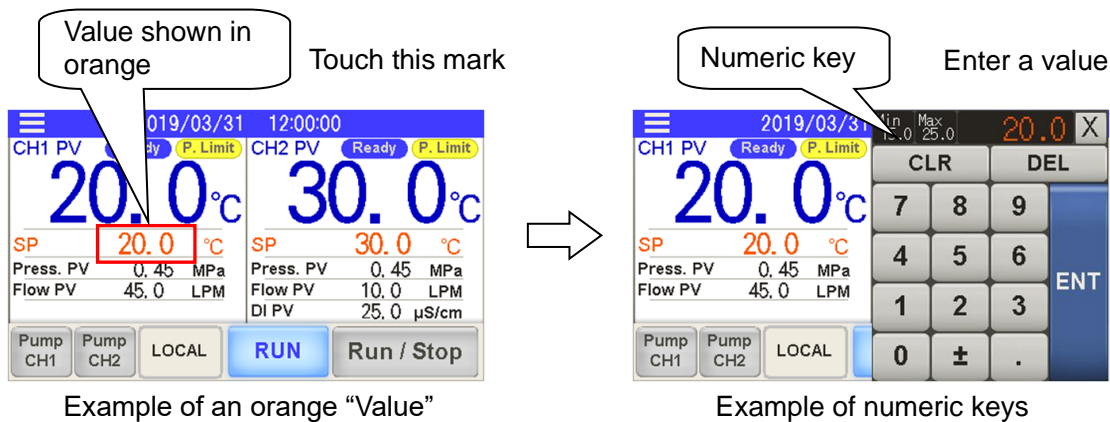 Value shown in
orange
Touch this mark
2019/03/31 12:00:00
CH1 PV P. Limit
20.0 °C
SP 20.0 °C
Press. PV 0.45 MPa
Flow PV 45.0 LPM
CH2 PV Ready P. Limit
30.0 °C
SP 30.0 °C
Press. PV 0.45 MPa
Flow PV 10.0 LPM
DI PV 25.0 µS/cm
Pump
CH1
Pump
CH2
LOCAL
RUN
Run / Stop
Example of an orange “Value”
Numeric key
Enter a value
2019/03/31
CH1 PV Ready P. Limit
20.0 °C
SP 20.0 °C
Press. PV 0.45 MPa
Flow PV 45.0 LPM
Pump
CH1
Pump
CH2
LOCAL
Max
25.0
20.0 X
CLR DEL
7 8 9
4 5 6
ENT
1 2 3
0 ± .
Example of numeric keys